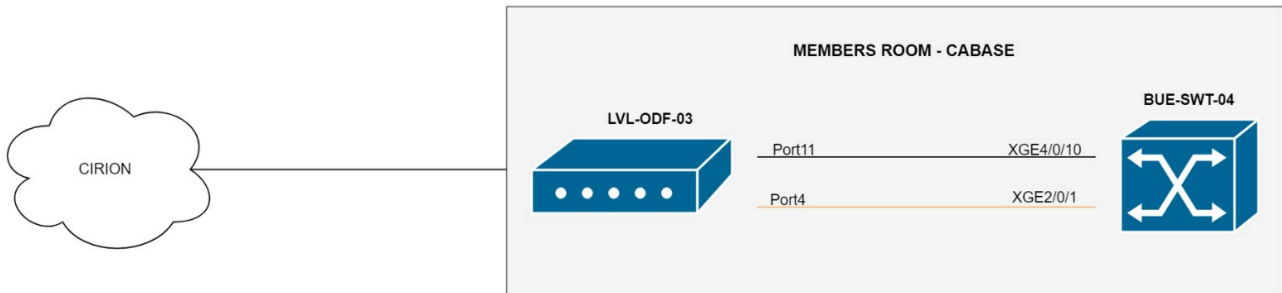 MEMBERS ROOM - CABASE
BUE-SWT-04
LVL-ODF-03
Port11
XGE4/0/10
CIRION
Port4
XGE2/0/1